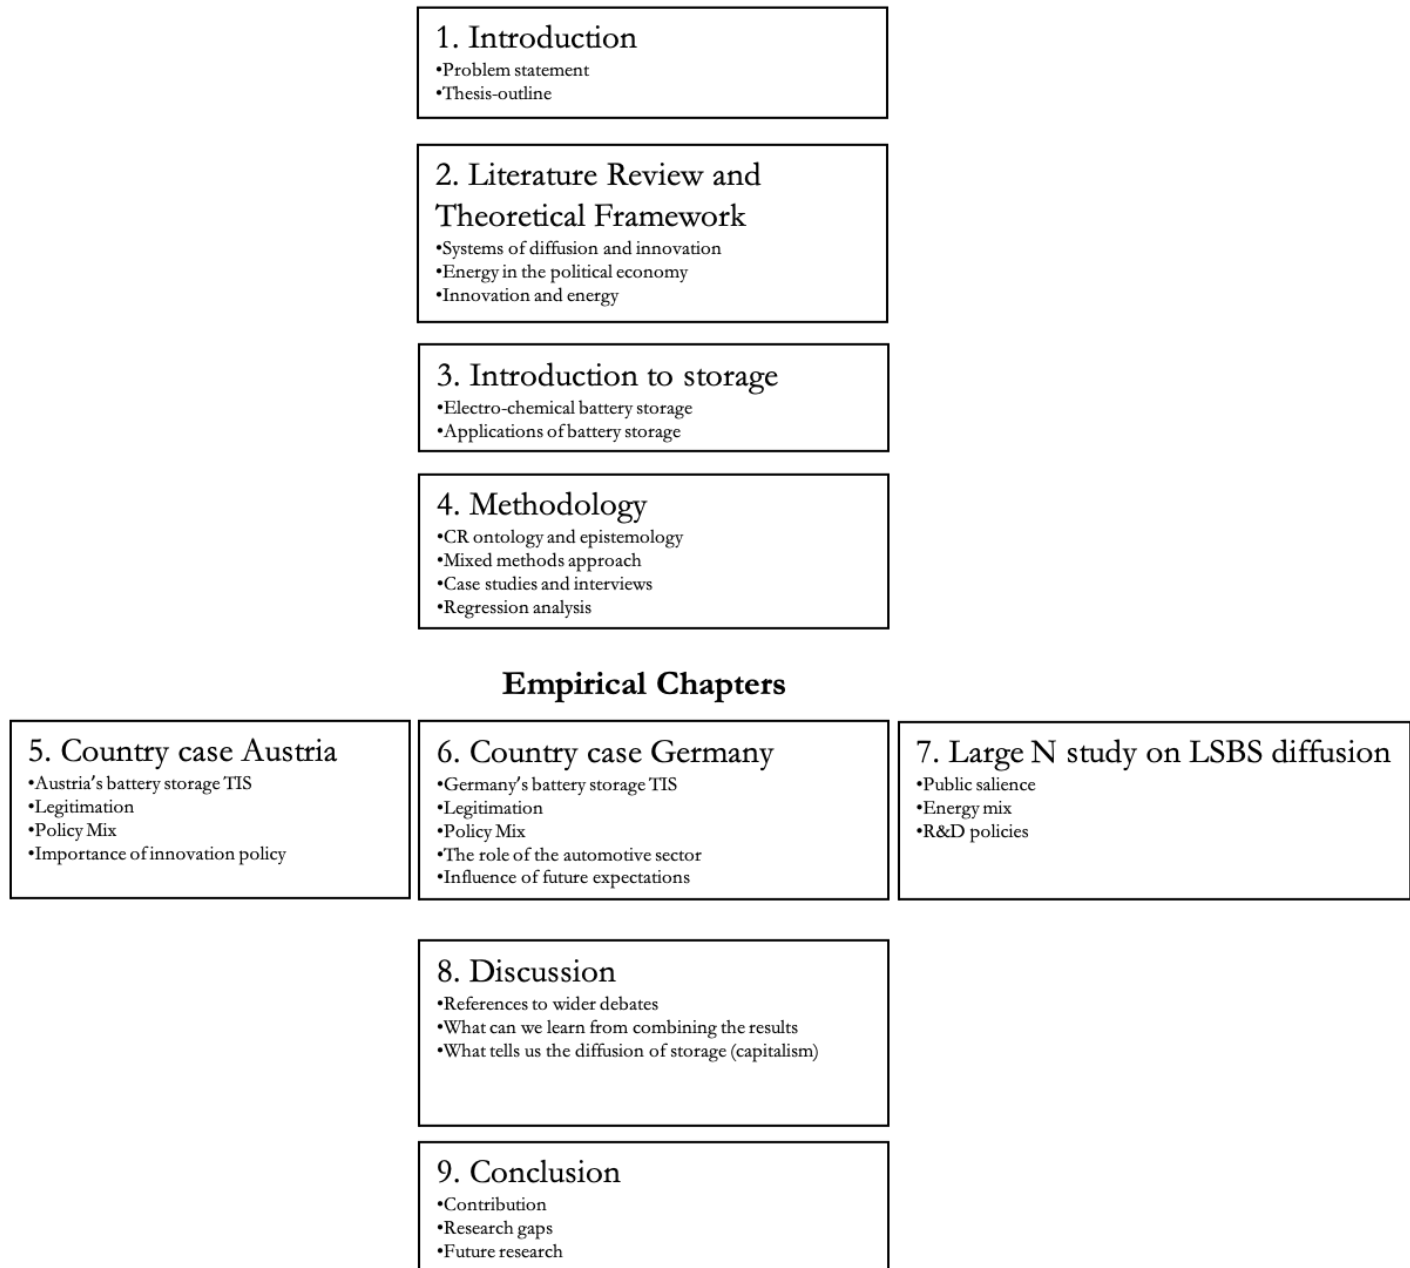 1. Introduction
•Problem statement
•Thesis-outline
2. Literature Review and
Theoretical Framework
•Systems of diffusion and innovation
•Energy in the political economy
•Innovation and energy
3. Introduction to storage
•Electro-chemical battery storage
•Applications of battery storage
4. Methodology
•CR ontology and epistemology
•Mixed methods approach
•Case studies and interviews
•Regression analysis
Empirical Chapters
5. Country case Austria
•Austria's battery storage TIS
•Legitimation
•Policy Mix
•Importance of innovation policy
6. Country case Germany
•Germany's battery storage TIS
•Legitimation
•Policy Mix
•The role of the automotive sector
•Influence of future expectations
7. Large N study on LSBS diffusion
•Public salience
•Energy mix
•R&D policies
8. Discussion
•References to wider debates
•What can we learn from combining the results
•What tells us the diffusion of storage (capitalism)
9. Conclusion
•Contribution
•Research gaps
•Future research